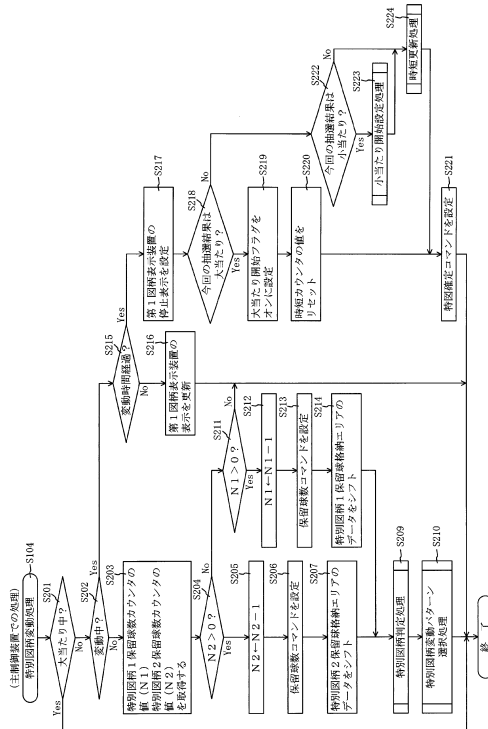 (主制御装置での処理)
特別図柄変動処理
S104
S201
大当たり中?
Yes
No
S202
変動中?
Yes
No
S203
特別図柄1保留球数カウンタの
値(N1)
特別図柄2保留球数カウンタの
値(N2)
を取得する
S204
N2>0?
No
Yes
S205
N2←N2-1
S206
保留球数コマンドを設定
S207
特別図柄2保留球格納エリアの
データをシフト
S209
特別図柄判定処理
S210
特別図柄変動パターン
選択処理
終了
S211
N1>0?
No
Yes
S212
N1←N1-1
S213
保留球数コマンドを設定
S214
特別図柄1保留球格納エリアの
データをシフト
S215
変動時間経過?
Yes
No
S216
第1図柄表示装置の
表示を更新
S217
第1図柄表示装置の
停止表示を設定
S218
今回の抽選結果は
大当たり?
No
Yes
S219
大当たり開始フラグを
オンに設定
S220
時短カウンタの値を
リセット
S221
特図確定コマンドを設定
S222
今回の抽選結果は
小当たり?
No
Yes
S223
小当たり開始設定処理
S224
時短更新処理